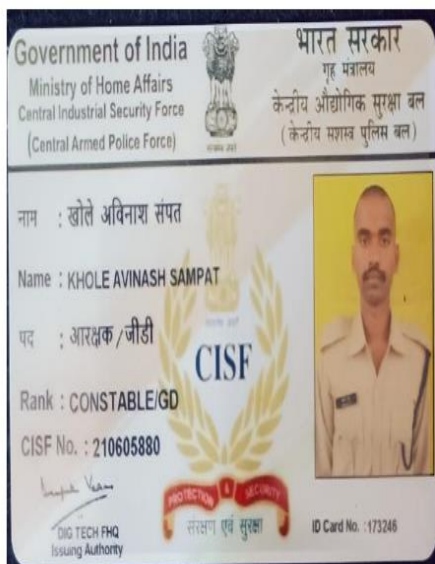 Government of India
Ministry of Home Affairs
Central Industrial Security Force
(Central Armed Police Force)
भारत सरकार
गृह मंत्रालय
केन्द्रीय औद्योगिक सुरक्षा बल
( केन्द्रीय सशस्त्र पुलिस बल )
नाम : खोले अविनाश संपत
Name : KHOLE AVINASH SAMPAT
पद : आरक्षक/जीडी
CISF
Rank : CONSTABLE/GD
CISF No. : 210605880
PROTECTION & SECURITY
संरक्षण एवं सुरक्षा
DIG TECH FHQ
Issuing Authority
ID Card No. :173246